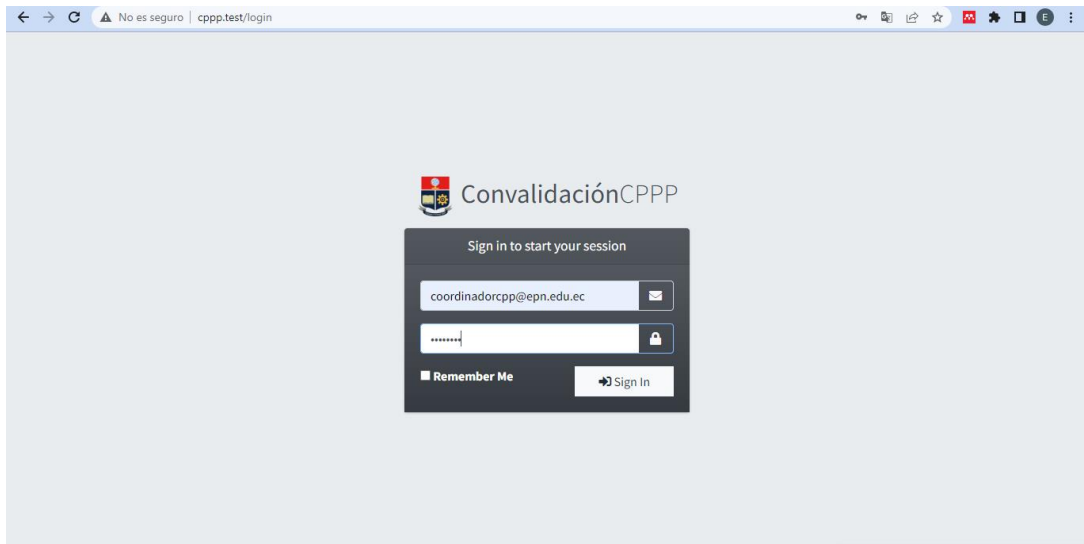 No es seguro | cppp.test/login
E
ConvalidaciónCPPP
Sign in to start your session
coordinadorcpp@epn.edu.ec
••••••••
Remember Me
Sign In